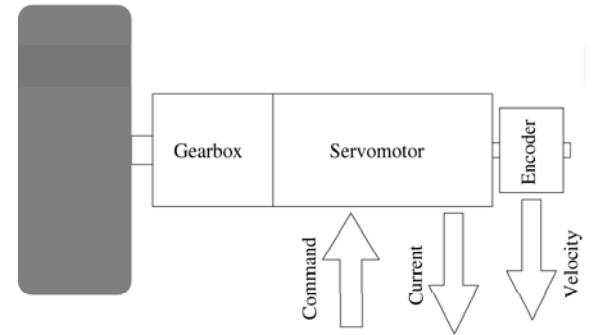 Gearbox
Servomotor
Encoder
Command
Current
Velocity